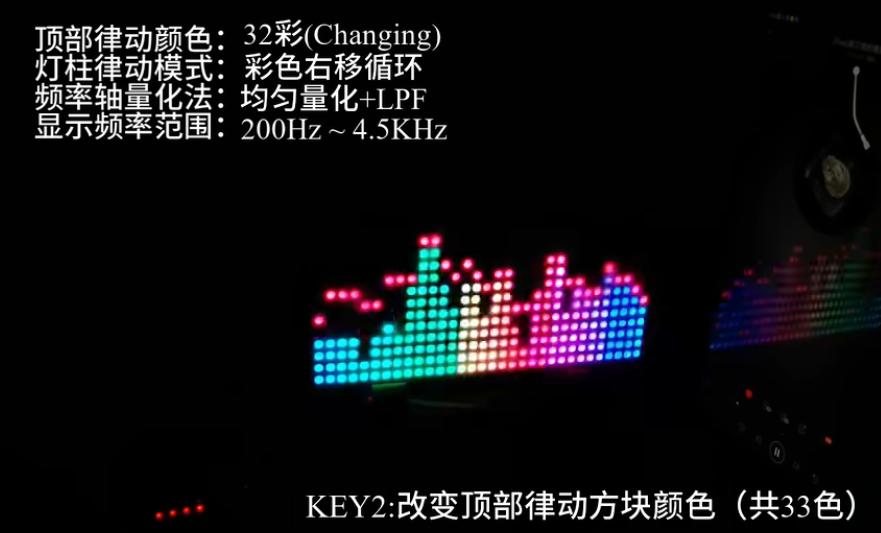 顶部律动颜色：32彩(Changing)
灯柱律动模式：彩色右移循环
频率轴量化法：均匀量化+LPF
显示频率范围：200Hz ~ 4.5KHz
KEY2:改变顶部律动方块颜色（共33色）